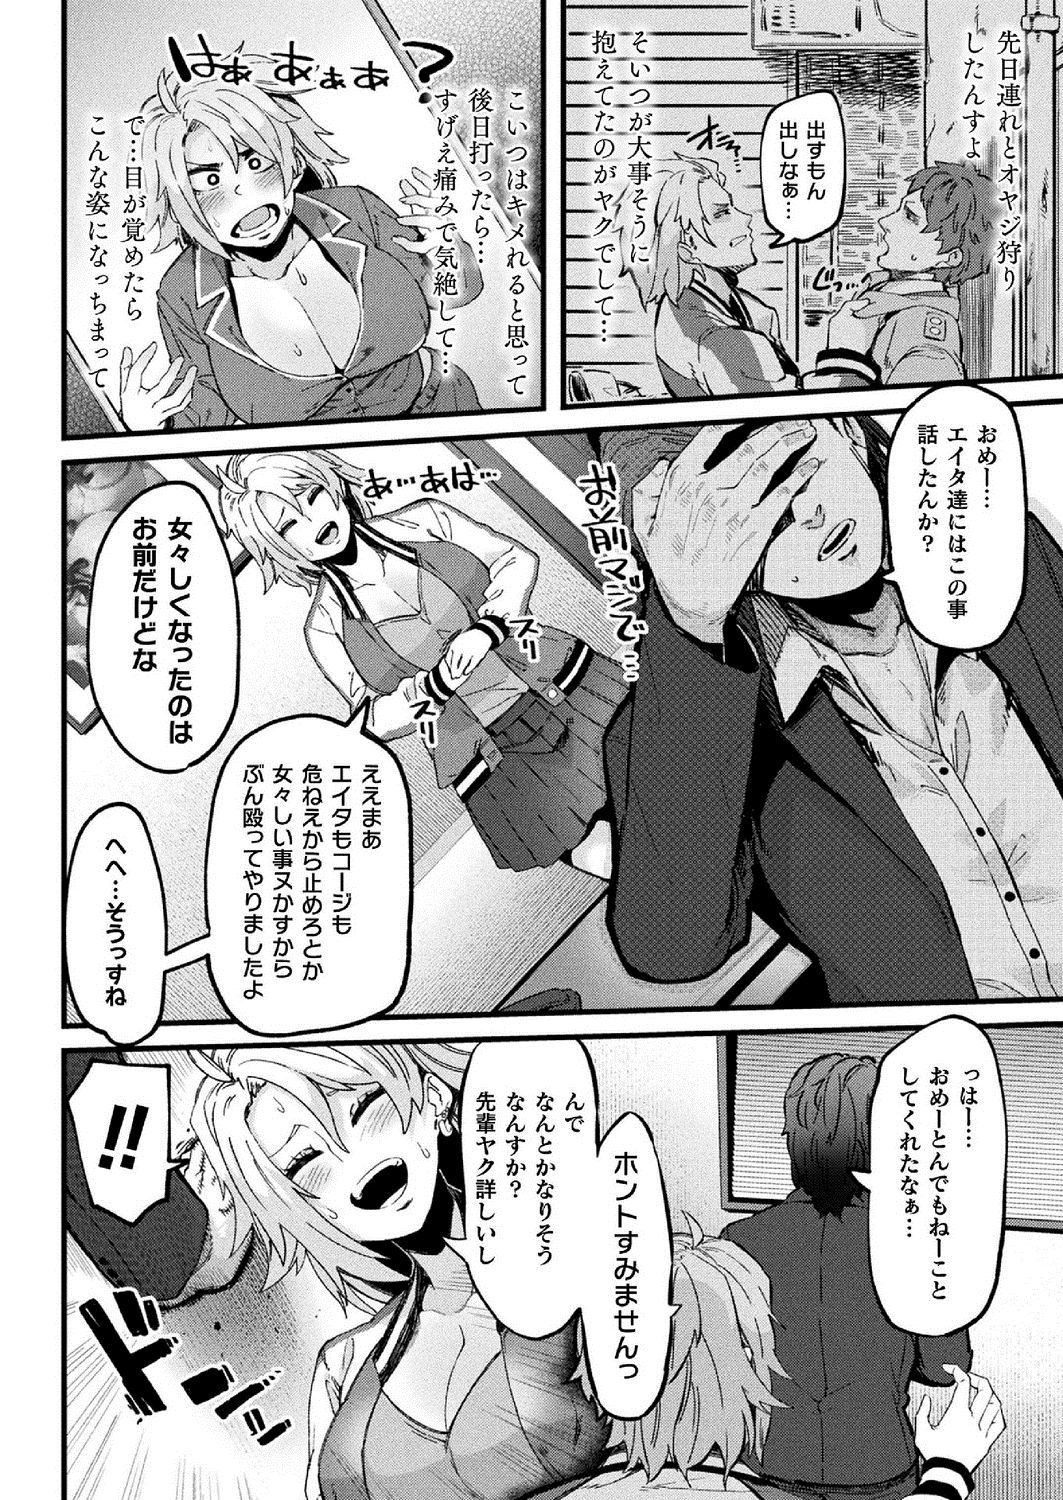 先日連れとオヤジ狩り
したんすよ
出すもん
出しなぁ…
ぐっ…
そいつが大事そうに
抱えてたのがヤクでして…
こいつはキメれると思って
後日打ったら…
すげえ痛みで気絶して…
はぁ あぁぁ?
で…目が覚めたら
こんな姿になっちまって
おめー…
エイタ達にはこの事
話したんか?
お前マジで…
あ…あは…
スリ
スリ
ええまあ
エイタもコージも
危ねえから止めろとか
女々しい事ヌかすから
ぶん殴ってやりましたよ
女々しくなったのは
お前だけどな
へへ…そうっすね
っはー…
おめーとんでもねーこと
してくれたなぁ…
ホントすみませんっ
んで
なんとかなりそう
なんすか?
先輩ヤク詳しいし
!!
ドドッ